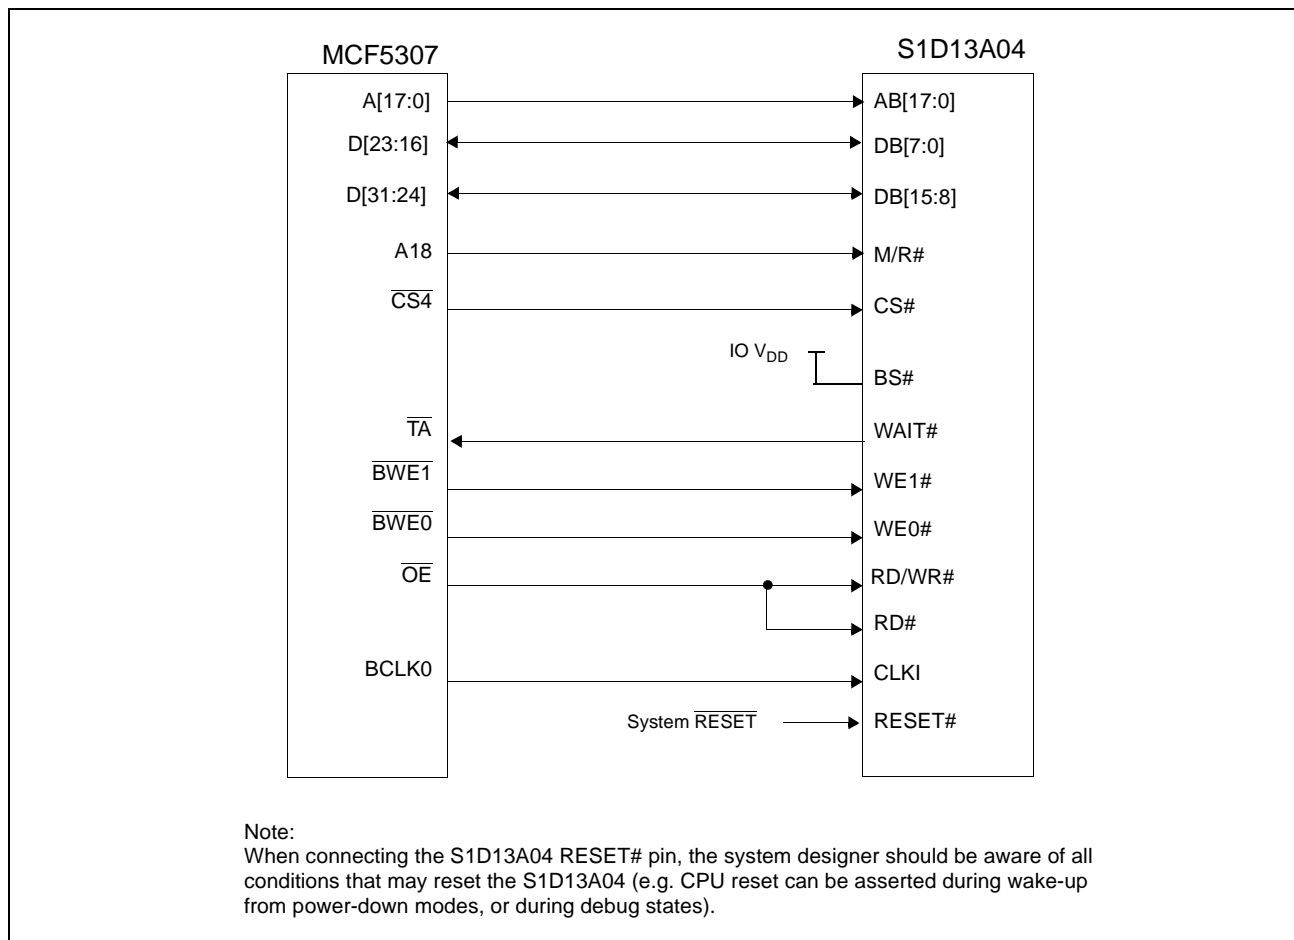 MCF5307 S1D13A04
A[17:0] AB[17:0]
D[23:16] DB[7:0]
D[31:24] DB[15:8]
A18 M/R#
CS4 CS#
IO VDD
BS#
TA WAIT#
BWE1 WE1#
BWE0 WE0#
OE RD/WR#
RD#
BCLK0 CLKI
System RESET RESET#
Note:
When connecting the S1D13A04 RESET# pin, the system designer should be aware of all
conditions that may reset the S1D13A04 (e.g. CPU reset can be asserted during wake-up
from power-down modes, or during debug states).